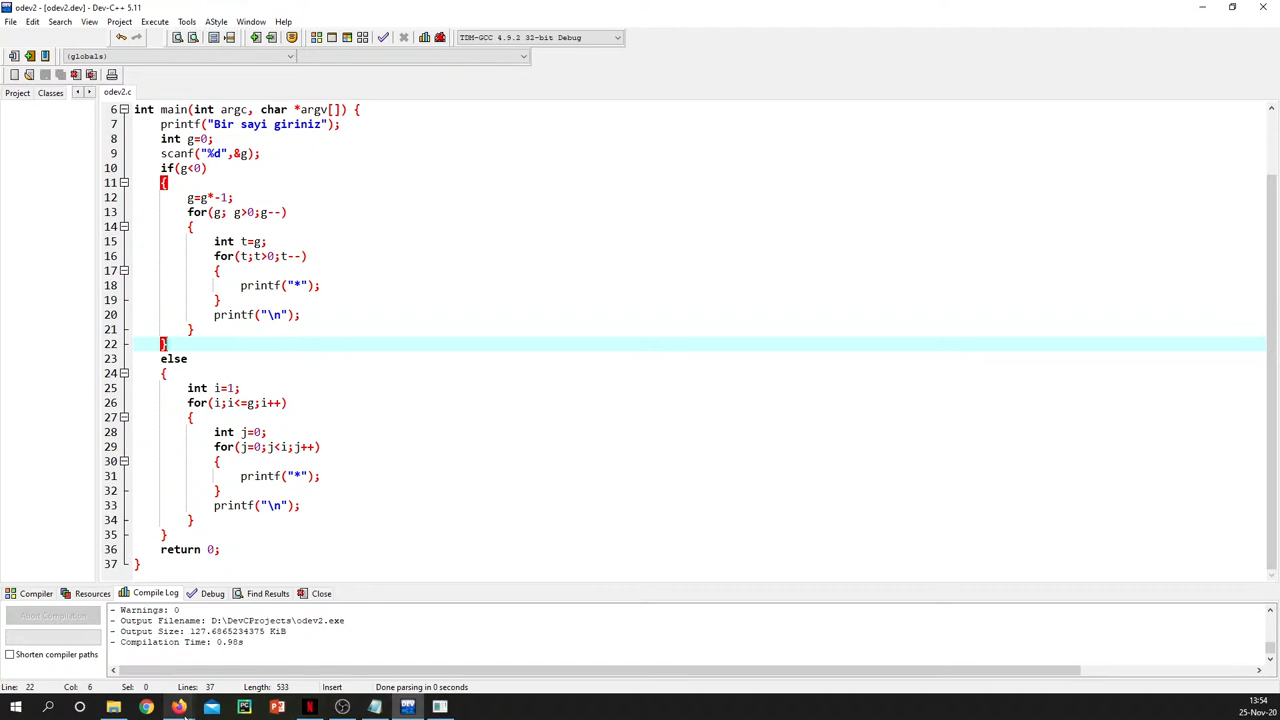 odev2 - [odev2.dev] - Dev-C++ 5.11
File Edit Search View Project Execute Tools AStyle Window Help
TDM-GCC 4.9.2 32-bit Debug
(globals)
Project Classes odev2.c
6 int main(int argc, char *argv[]) {
7 printf("Bir sayi giriniz");
8 int g=0;
9 scanf("%d",&g);
10 if(g<0)
11 {
12 g=g*-1;
13 for(g; g>0;g--)
14 {
15 int t=g;
16 for(t;t>0;t--)
17 {
18 printf("*");
19 }
20 printf("\n");
21 }
22 }
23 else
24 {
25 int i=1;
26 for(i;i<=g;i++)
27 {
28 int j=0;
29 for(j=0;j<i;j++)
30 {
31 printf("*");
32 }
33 printf("\n");
34 }
35 }
36 return 0;
37 }
Compiler Resources Compile Log Debug Find Results Close
Abort Compilation
Shorten compiler paths
- Warnings: 0
- Output Filename: D:\DevCProjects\odev2.exe
- Output Size: 127.6865234375 KiB
- Compilation Time: 0.98s
Line: 22 Col: 6 Sel: 0 Lines: 37 Length: 533 Insert Done parsing in 0 seconds
13:54
25-Nov-20